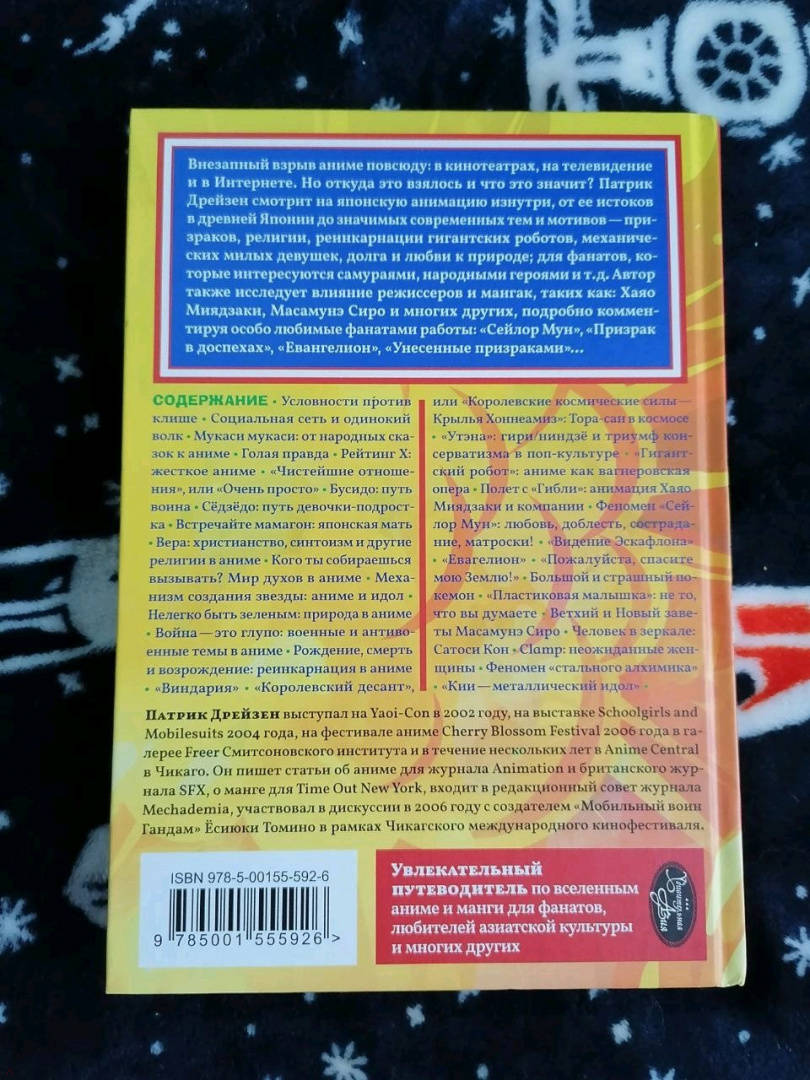 Внезапный взрыв аниме повсюду: в кинотеатрах, на телевидение
и в Интернете. Но откуда это взялось и что это значит? Патрик
Дрейзен смотрит на японскую анимацию изнутри, от ее истоков
в древней Японии до значимых современных тем и мотивов — при-
зраков, религии, реинкарнации гигантских роботов, механиче-
ских милых девушек, долга и любви к природе; для фанатов, ко-
торые интересуются самураями, народными героями и т.д. Автор
также исследует влияние режиссеров и мангак, таких как: Хаяо
Миядзаки, Масамунэ Сиро и многих других, подробно коммен-
тируя особо любимые фанатами работы: «Сейлор Мун», «Призрак
в доспехах», «Евангелион», «Унесенные призраками»...
СОДЕРЖАНИЕ • Условности против
клише • Социальная сеть и одинокий
волк • Мукаси мукаси: от народных ска-
зок к аниме • Голая правда • Рейтинг X:
жесткое аниме • «Чистейшие отноше-
ния», или «Очень просто» • Бусидо: путь
воина • Сёдзёдо: путь девочки-подрост-
ка • Встречайте мамагон: японская мать
• Вера: христианство, синтоизм и другие
религии в аниме • Кого ты собираешься
вызывать? Мир духов в аниме • Меха-
низм создания звезды: аниме и идол •
Нелегко быть зеленым: природа в аниме
• Война — это глупо: военные и антиво-
енные темы в аниме • Рождение, смерть
и возрождение: реинкарнация в аниме
• «Виндария» • «Королевский десант»,
или «Королевские космические силы —
Крылья Хоннеамиз»: Тора-сан в космосе
• «Утэна»: гири/ниндзё и триумф кон-
серватизма в поп-культуре • «Гигант-
ский робот»: аниме как вагнеровская
опера • Полет с «Гибли»: анимация Хаяо
Миядзаки и компании • Феномен «Сей-
лор Мун»: любовь, доблесть, сострада-
ние, матроски! • «Видение Эскафлона»
• «Евагелион» • «Пожалуйста, спасите
мою Землю!» • Большой и страшный по-
кемон • «Пластиковая малышка»: не то,
что вы думаете • Ветхий и Новый заве-
ты Масамунэ Сиро • Человек в зеркале:
Сатоси Кон • Clamp: неожиданные жен-
щины • Феномен «стального алхимика»
• «Кии — металлический идол» •
Патрик Дрейзен выступал на Yaoi-Con в 2002 году, на выставке Schoolgirls and
Mobilesuits 2004 года, на фестивале аниме Cherry Blossom Festival 2006 года в га-
лерее Freer Смитсоновского института и в течение нескольких лет в Anime Central
в Чикаго. Он пишет статьи об аниме для журнала Animation и британского жур-
нала SFX, о манге для Time Out New York, входит в редакционный совет журнала
Mechademia, участвовал в дискуссии в 2006 году с создателем «Мобильный воин
Гандам» Ёсиюки Томино в рамках Чикагского международного кинофестиваля.
ISBN 978-5-00155-592-6
9 785001 555926 >
Увлекательный
путеводитель по вселенным
аниме и манги для фанатов,
любителей азиатской культуры
и многих других
Удивительная
Азия